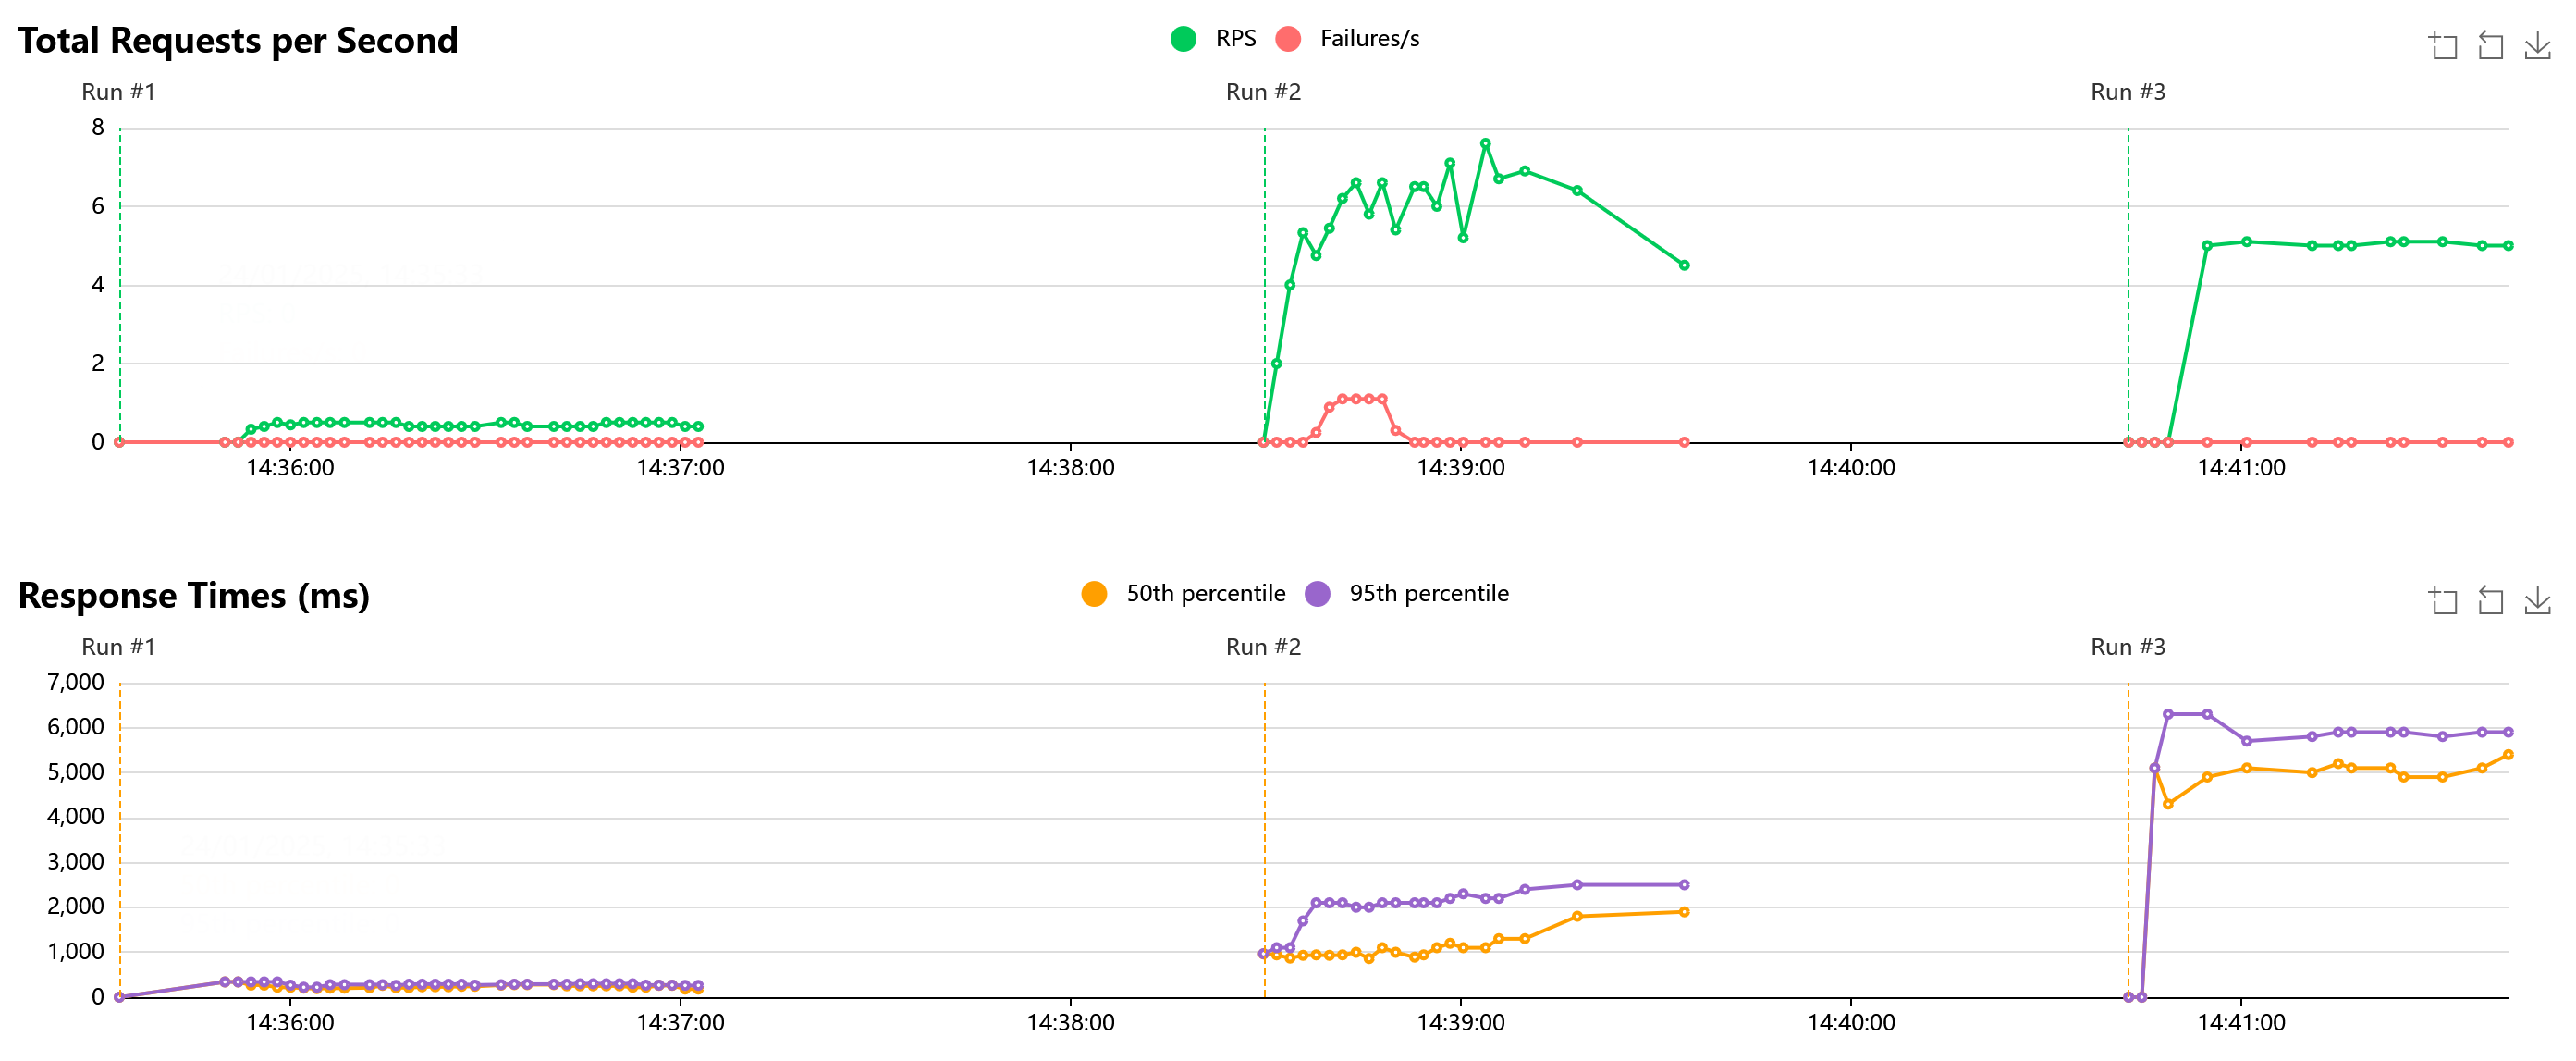 Total Requests per Second
RPS Failures/s
Run #1 Run #2 Run #3
8
6
4
2
0
14:36:00 14:37:00 14:38:00 14:39:00 14:40:00 14:41:00
Response Times (ms)
50th percentile 95th percentile
Run #1 Run #2 Run #3
7,000
6,000
5,000
4,000
3,000
2,000
1,000
0
14:36:00 14:37:00 14:38:00 14:39:00 14:40:00 14:41:00